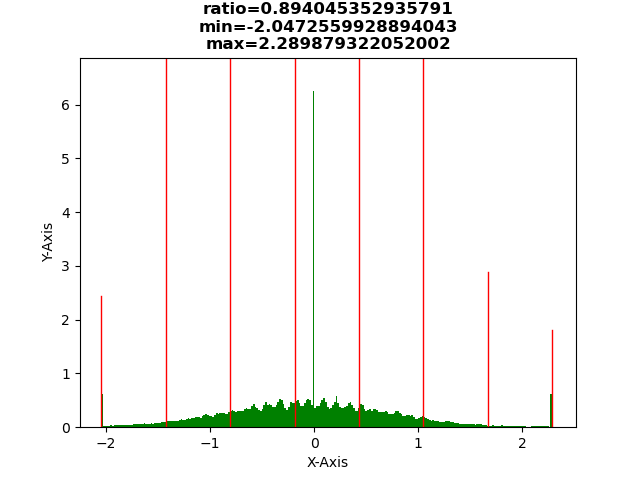 ratio=0.894045352935791
min=-2.0472559928894043
max=2.289879322052002
Y-Axis
6
5
4
3
2
1
0
−2
−1
0
1
2
X-Axis